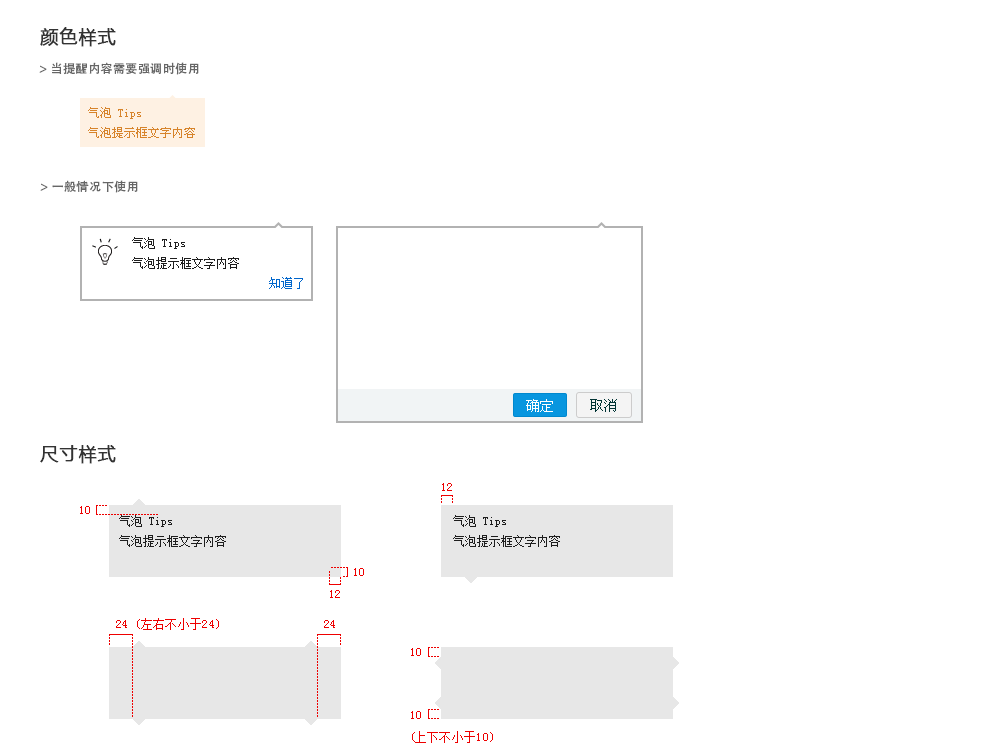 颜色样式
> 当提醒内容需要强调时使用
气泡 Tips
气泡提示框文字内容
> 一般情况下使用
气泡 Tips
气泡提示框文字内容
知道了
确定 取消
尺寸样式
10
气泡 Tips
气泡提示框文字内容
10
12
12
气泡 Tips
气泡提示框文字内容
24 (左右不小于24) 24
10
10
(上下不小于10)